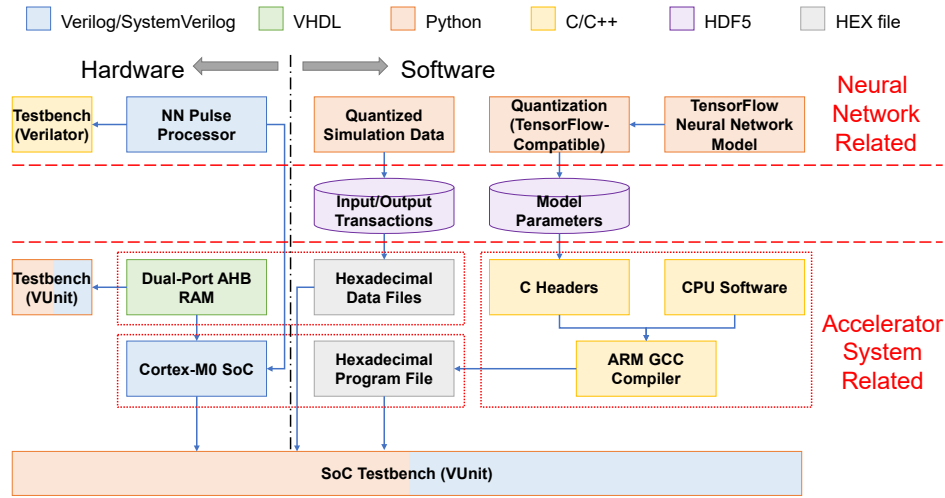 Verilog/SystemVerilog
VHDL
Python
C/C++
HDF5
HEX file
Hardware
Software
Testbench
(Verilator)
NN Pulse
Processor
Quantized
Simulation Data
Quantization
(TensorFlow-
Compatible)
TensorFlow
Neural Network
Model
Neural
Network
Related
Input/Output
Transactions
Model
Parameters
Testbench
(VUnit)
Dual-Port AHB
RAM
Hexadecimal
Data Files
C Headers
CPU Software
Accelerator
System
Related
Cortex-M0 SoC
Hexadecimal
Program File
ARM GCC
Compiler
SoC Testbench (VUnit)